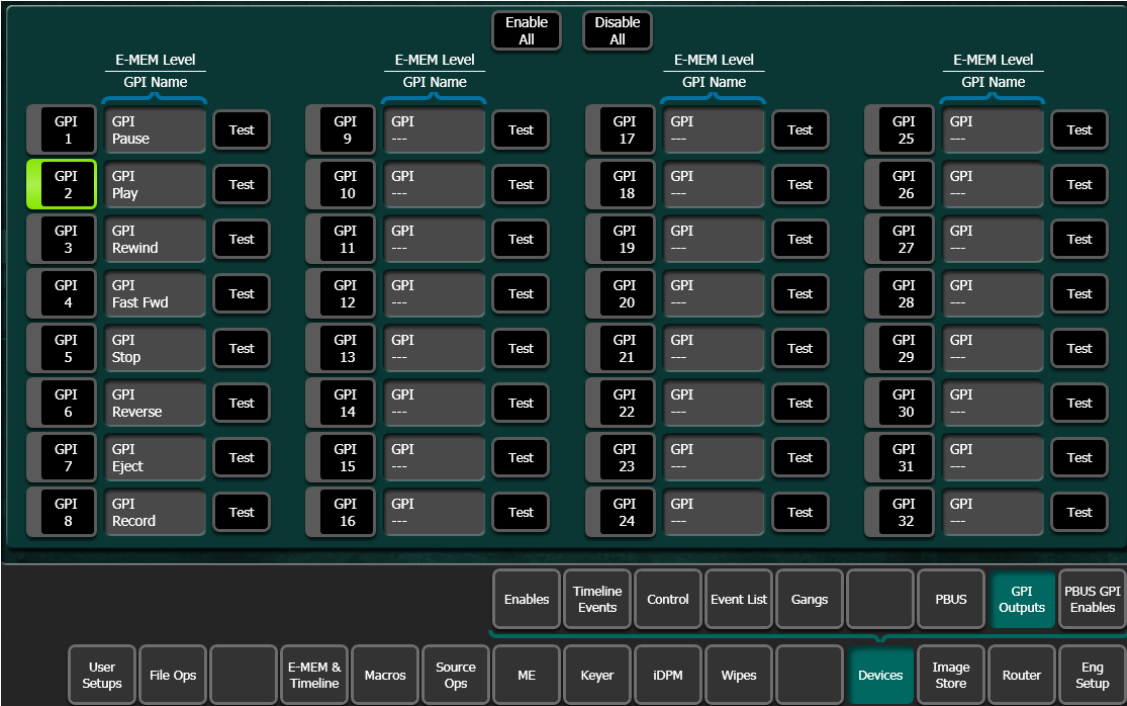 Enable
All
Disable
All
E-MEM Level
GPI Name
E-MEM Level
GPI Name
E-MEM Level
GPI Name
E-MEM Level
GPI Name
GPI
1
GPI
Pause
Test
GPI
9
GPI
---
Test
GPI
17
GPI
---
Test
GPI
25
GPI
---
Test
GPI
2
GPI
Play
Test
GPI
10
GPI
---
Test
GPI
18
GPI
---
Test
GPI
26
GPI
---
Test
GPI
3
GPI
Rewind
Test
GPI
11
GPI
---
Test
GPI
19
GPI
---
Test
GPI
27
GPI
---
Test
GPI
4
GPI
Fast Fwd
Test
GPI
12
GPI
---
Test
GPI
20
GPI
---
Test
GPI
28
GPI
---
Test
GPI
5
GPI
Stop
Test
GPI
13
GPI
---
Test
GPI
21
GPI
---
Test
GPI
29
GPI
---
Test
GPI
6
GPI
Reverse
Test
GPI
14
GPI
---
Test
GPI
22
GPI
---
Test
GPI
30
GPI
---
Test
GPI
7
GPI
Eject
Test
GPI
15
GPI
---
Test
GPI
23
GPI
---
Test
GPI
31
GPI
---
Test
GPI
8
GPI
Record
Test
GPI
16
GPI
---
Test
GPI
24
GPI
---
Test
GPI
32
GPI
---
Test
Enables
Timeline
Events
Control
Event List
Gangs
PBUS
GPI
Outputs
PBUS GPI
Enables
User
Setups
File Ops
E-MEM &
Timeline
Macros
Source
Ops
ME
Keyer
iDPM
Wipes
Devices
Image
Store
Router
Eng
Setup